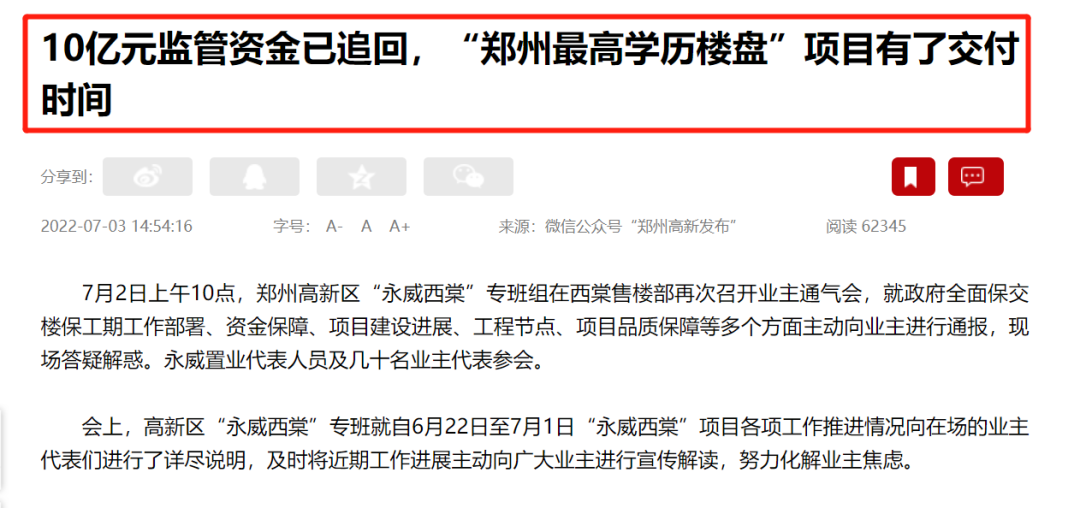 10亿元监管资金已追回，“郑州最高学历楼盘”项目有了交付
时间
分享到：
2022-07-03 14:54:16 字号： A- A A+ 来源：微信公众号“郑州高新发布” 阅读 62345
7月2日上午10点，郑州高新区“永威西棠”专班组在西棠售楼部再次召开业主通气会，就政府全面保交
楼保工期工作部署、资金保障、项目建设进展、工程节点、项目品质保障等多个方面主动向业主进行通报，现
场答疑解惑。永威置业代表人员及几十名业主代表参会。
会上，高新区“永威西棠”专班就自6月22日至7月1日“永威西棠”项目各项工作推进情况向在场的业主
代表们进行了详尽说明，及时将近期工作进展主动向广大业主进行宣传解读，努力化解业主焦虑。